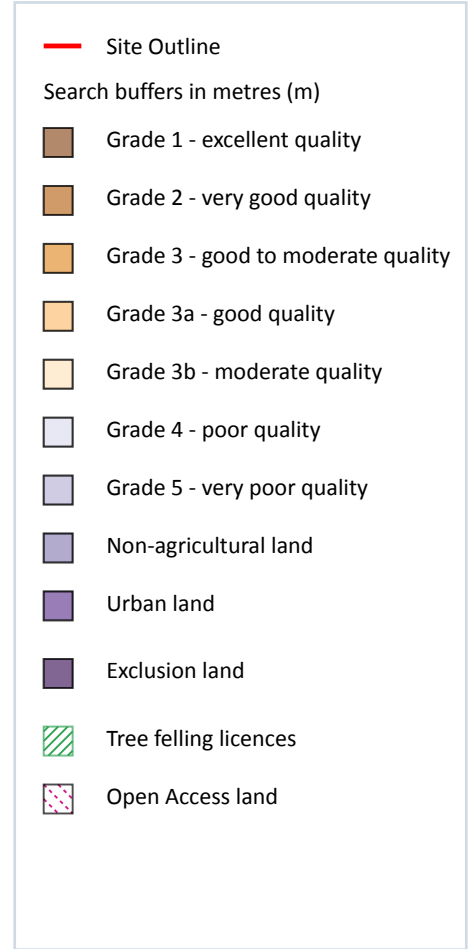 Site Outline
Search buffers in metres (m)
Grade 1 - excellent quality
Grade 2 - very good quality
Grade 3 - good to moderate quality
Grade 3a - good quality
Grade 3b - moderate quality
Grade 4 - poor quality
Grade 5 - very poor quality
Non-agricultural land
Urban land
Exclusion land
Tree felling licences
Open Access land